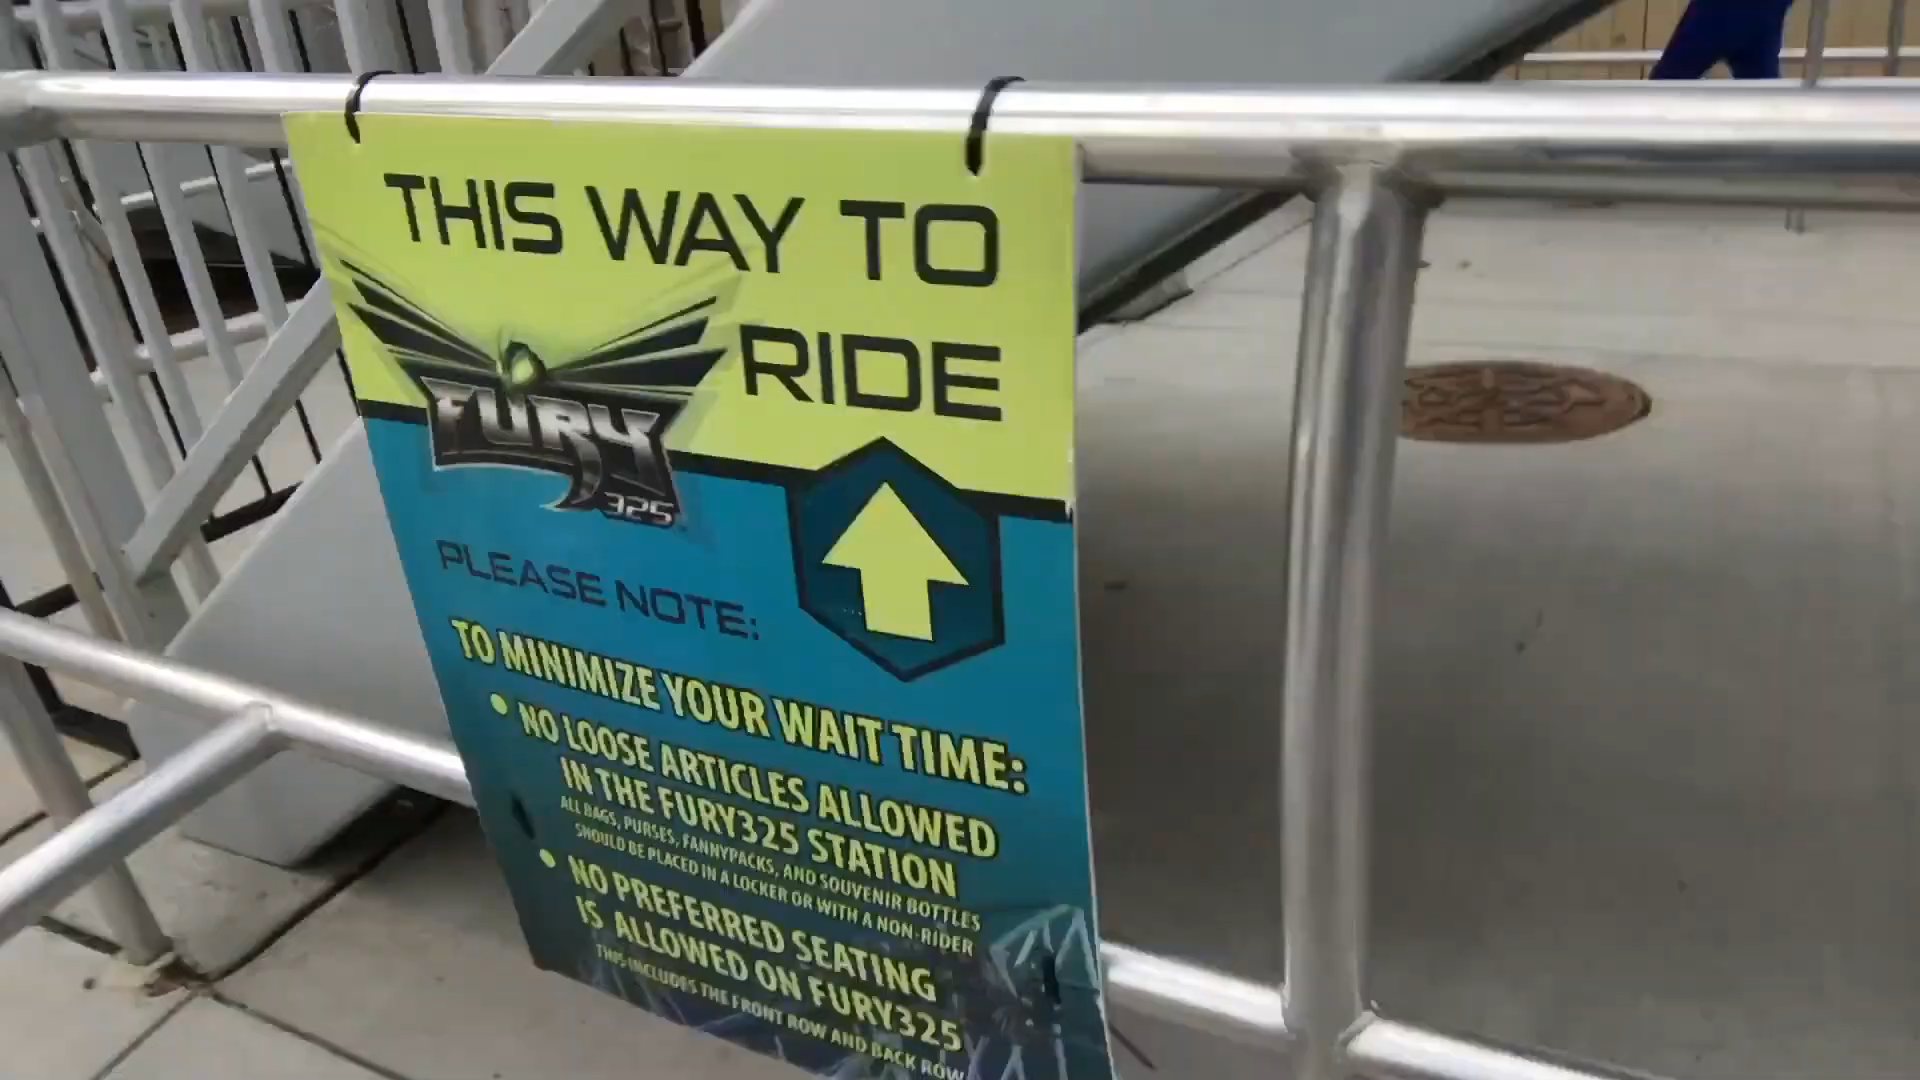 THIS WAY TO
RIDE
FURY
325
PLEASE NOTE:
TO MINIMIZE YOUR WAIT TIME:
• NO LOOSE ARTICLES ALLOWED
IN THE FURY325 STATION
ALL BAGS, PURSES, FANNYPACKS, AND SOUVENIR BOTTLES
SHOULD BE PLACED IN A LOCKER OR WITH A NON-RIDER
• NO PREFERRED SEATING
IS ALLOWED ON FURY325
THIS INCLUDES THE FRONT ROW AND BACK ROW